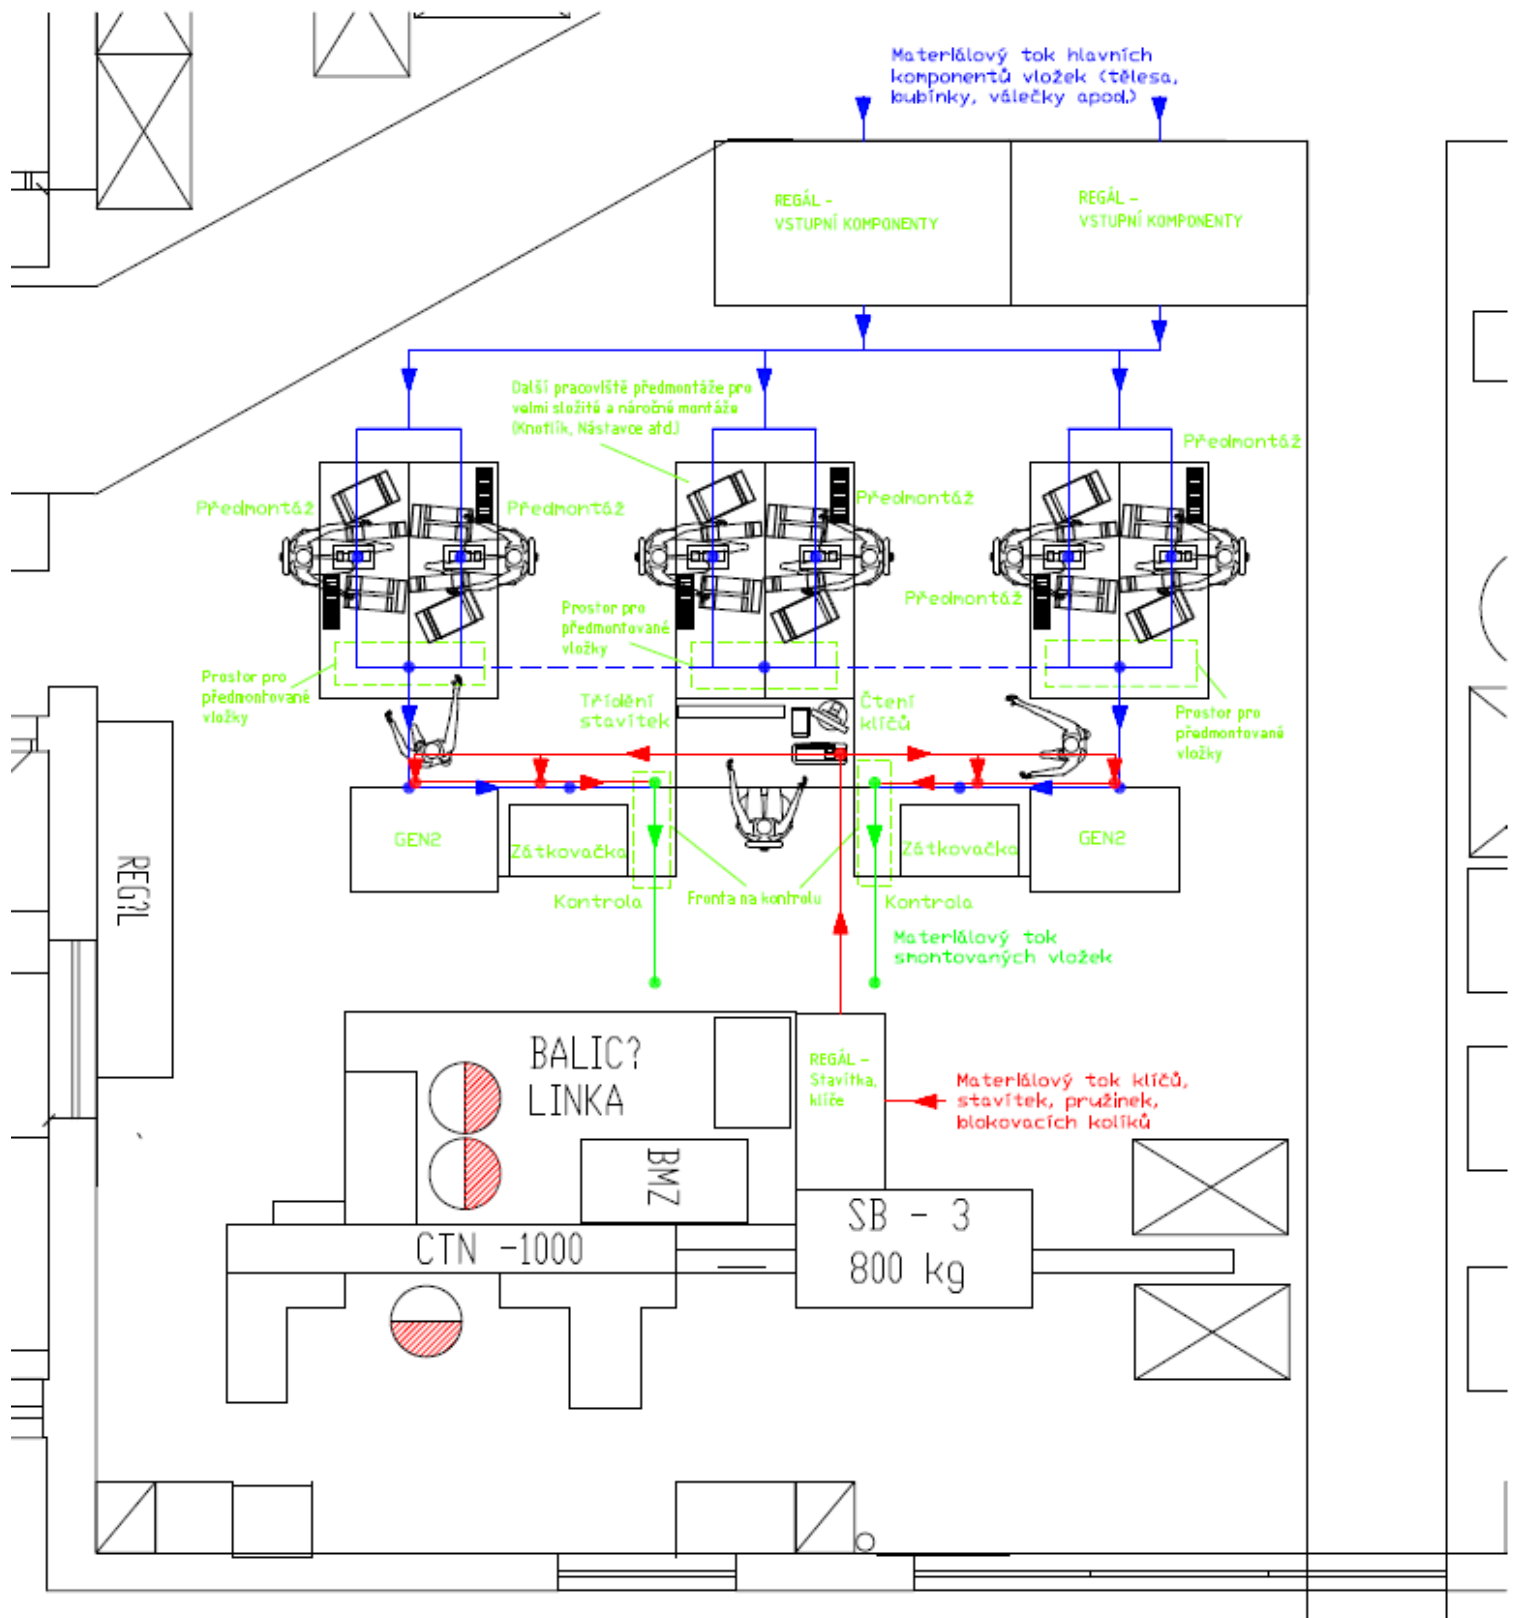 Materiálový tok hlavních
komponentů vložek (tělesa,
bubínky, válečky apod.)
REGÁL -
VSTUPNÍ KOMPONENTY
REGÁL -
VSTUPNÍ KOMPONENTY
Další pracoviště předmontáže pro
velmi složité a náročné montáže
(Knoflík, Nástavce atd.)
Předmontáž
Předmontáž
Předmontáž
Předmontáž
Předmontáž
Prostor pro
předmontované
vložky
Prostor pro
předmontované
vložky
Třídění
stavítek
Čtení
klíčů
Prostor pro
předmontované
vložky
GEN2
Zátkovačka
Zátkovačka
GEN2
REG?L
Kontrola
Fronta na kontrolu
Kontrola
Materiálový tok
smontovaných vložek
BALIC?
LINKA
REGÁL -
Stavítka,
klíče
Materiálový tok klíčů,
stavítek, pružinek,
blokovacích kolíků
BMZ
SB - 3
800 kg
CTN -1000